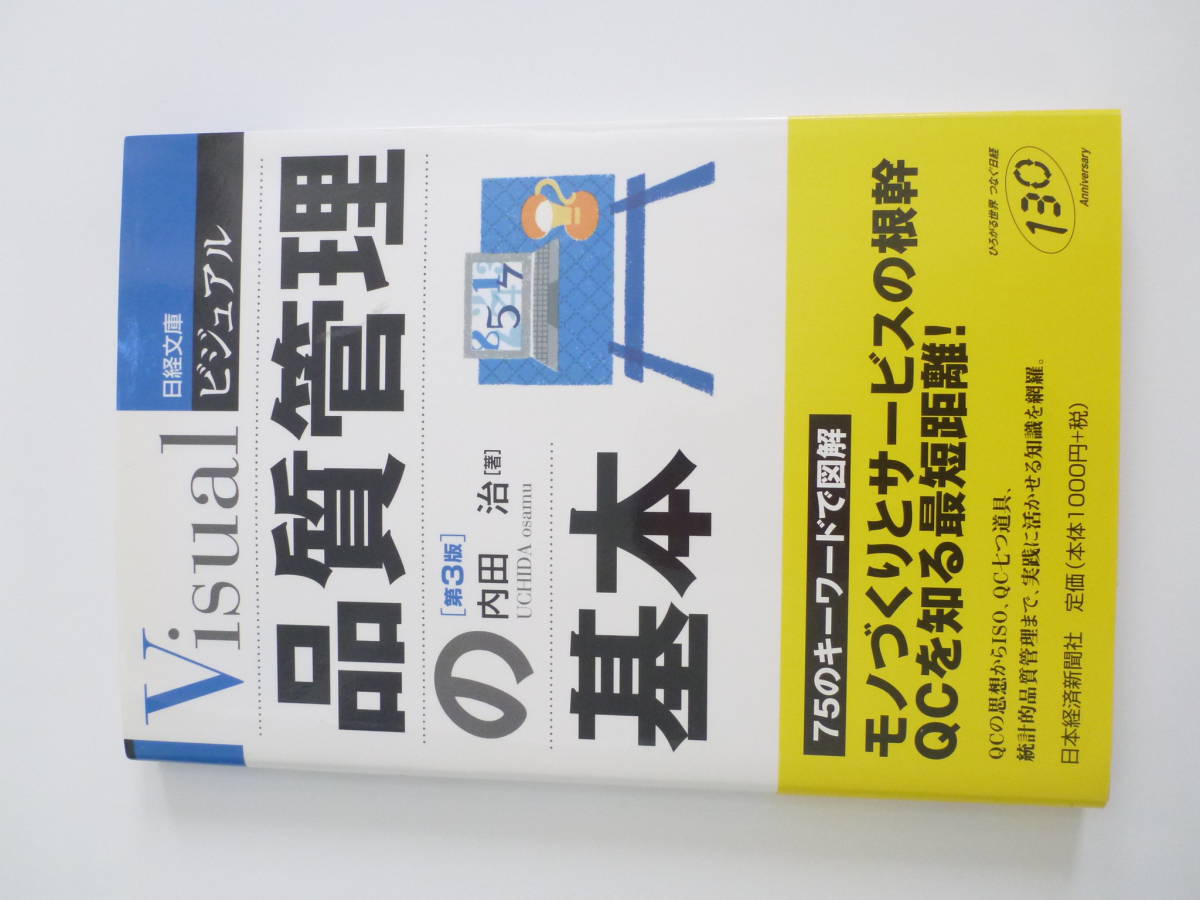 日経文庫
Visual ビジュアル
品質管理
の
[第3版]
内田 治[著]
UCHIDA osamu
基本
75のキーワードで図解
モノづくりとサービスの根幹
QCを知る最短距離!
QCの思想からISO、QC七つ道具、
統計的品質管理まで、実践に活かせる知識を網羅。
日本経済新聞社 定価(本体1000円+税)
ひろがる世界 つなぐ日経
130
Anniversary